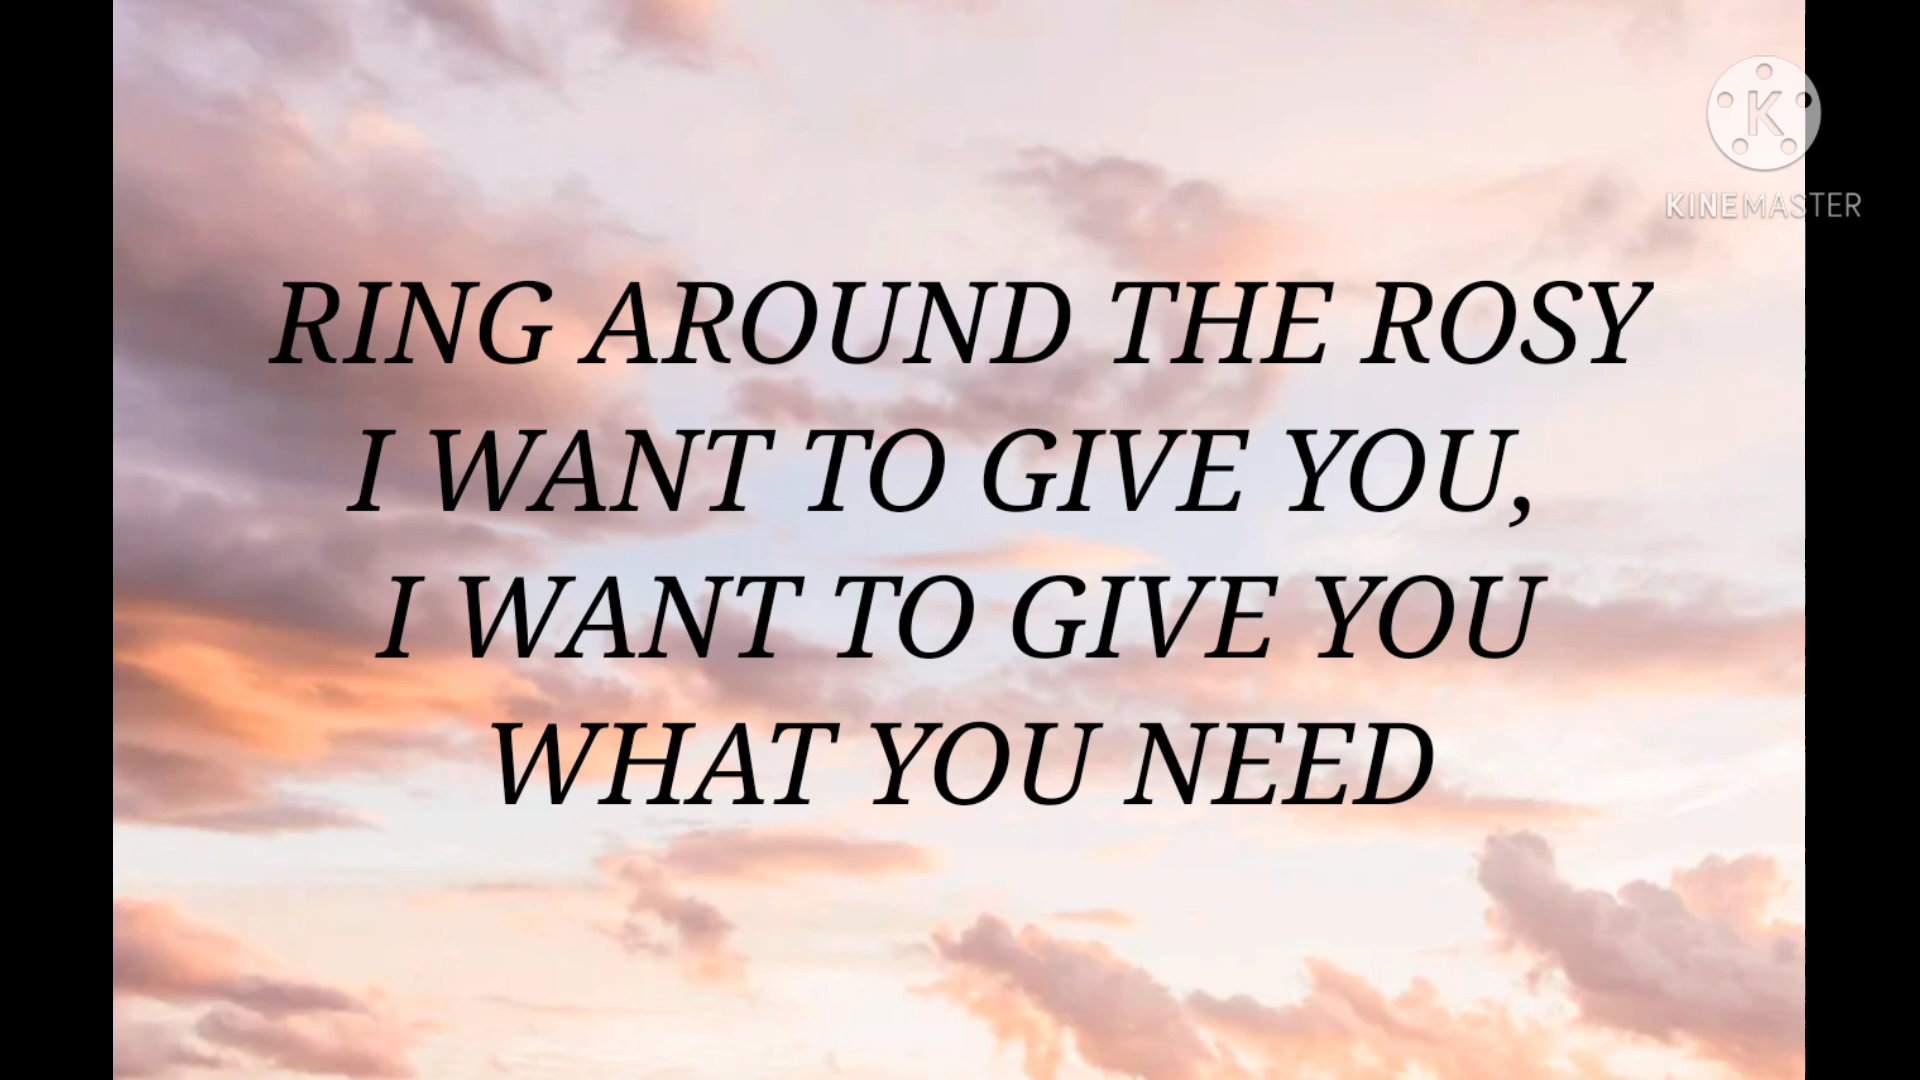 K
KINEMASTER
RING AROUND THE ROSY
I WANT TO GIVE YOU,
I WANT TO GIVE YOU
WHAT YOU NEED